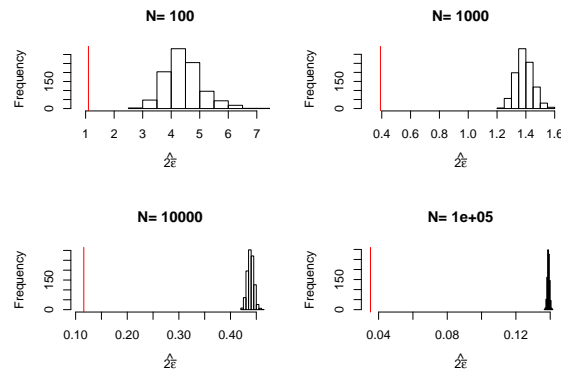 N= 100
Frequency
0 150
1 2 3 4 5 6 7
Δ̂/2ε
N= 1000
Frequency
0 150
0.4 0.6 0.8 1.0 1.2 1.4 1.6
Δ̂/2ε
N= 10000
Frequency
0 150
0.10 0.20 0.30 0.40
Δ̂/2ε
N= 1e+05
Frequency
0 150
0.04 0.08 0.12
Δ̂/2ε